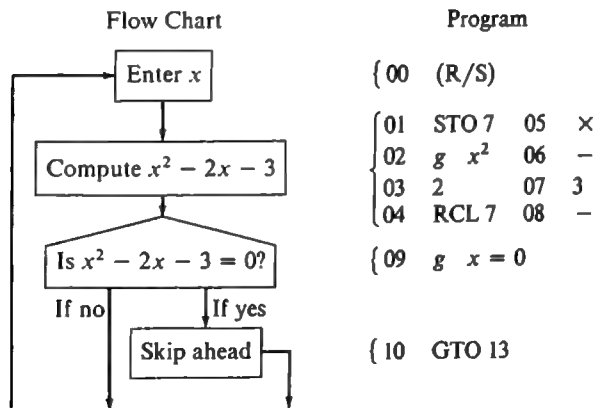 Flow Chart
Program
Enter x
{ 00 (R/S)
Compute x² − 2x − 3
01 STO 7 05 ×
02 g x² 06 −
03 2 07 3
04 RCL 7 08 −
Is x² − 2x − 3 = 0?
{ 09 g x = 0
If no
If yes
Skip ahead
{ 10 GTO 13